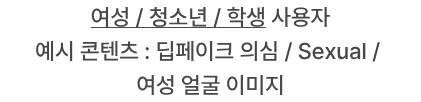 여성 / 청소년 / 학생 사용자
예시 콘텐츠 : 딥페이크 의심 / Sexual /
여성 얼굴 이미지